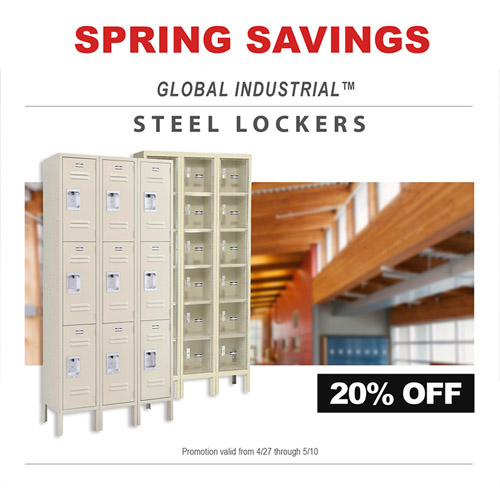 SPRING SAVINGS
GLOBAL INDUSTRIAL™
STEEL LOCKERS
20% OFF
Promotion valid from 4/27 through 5/10